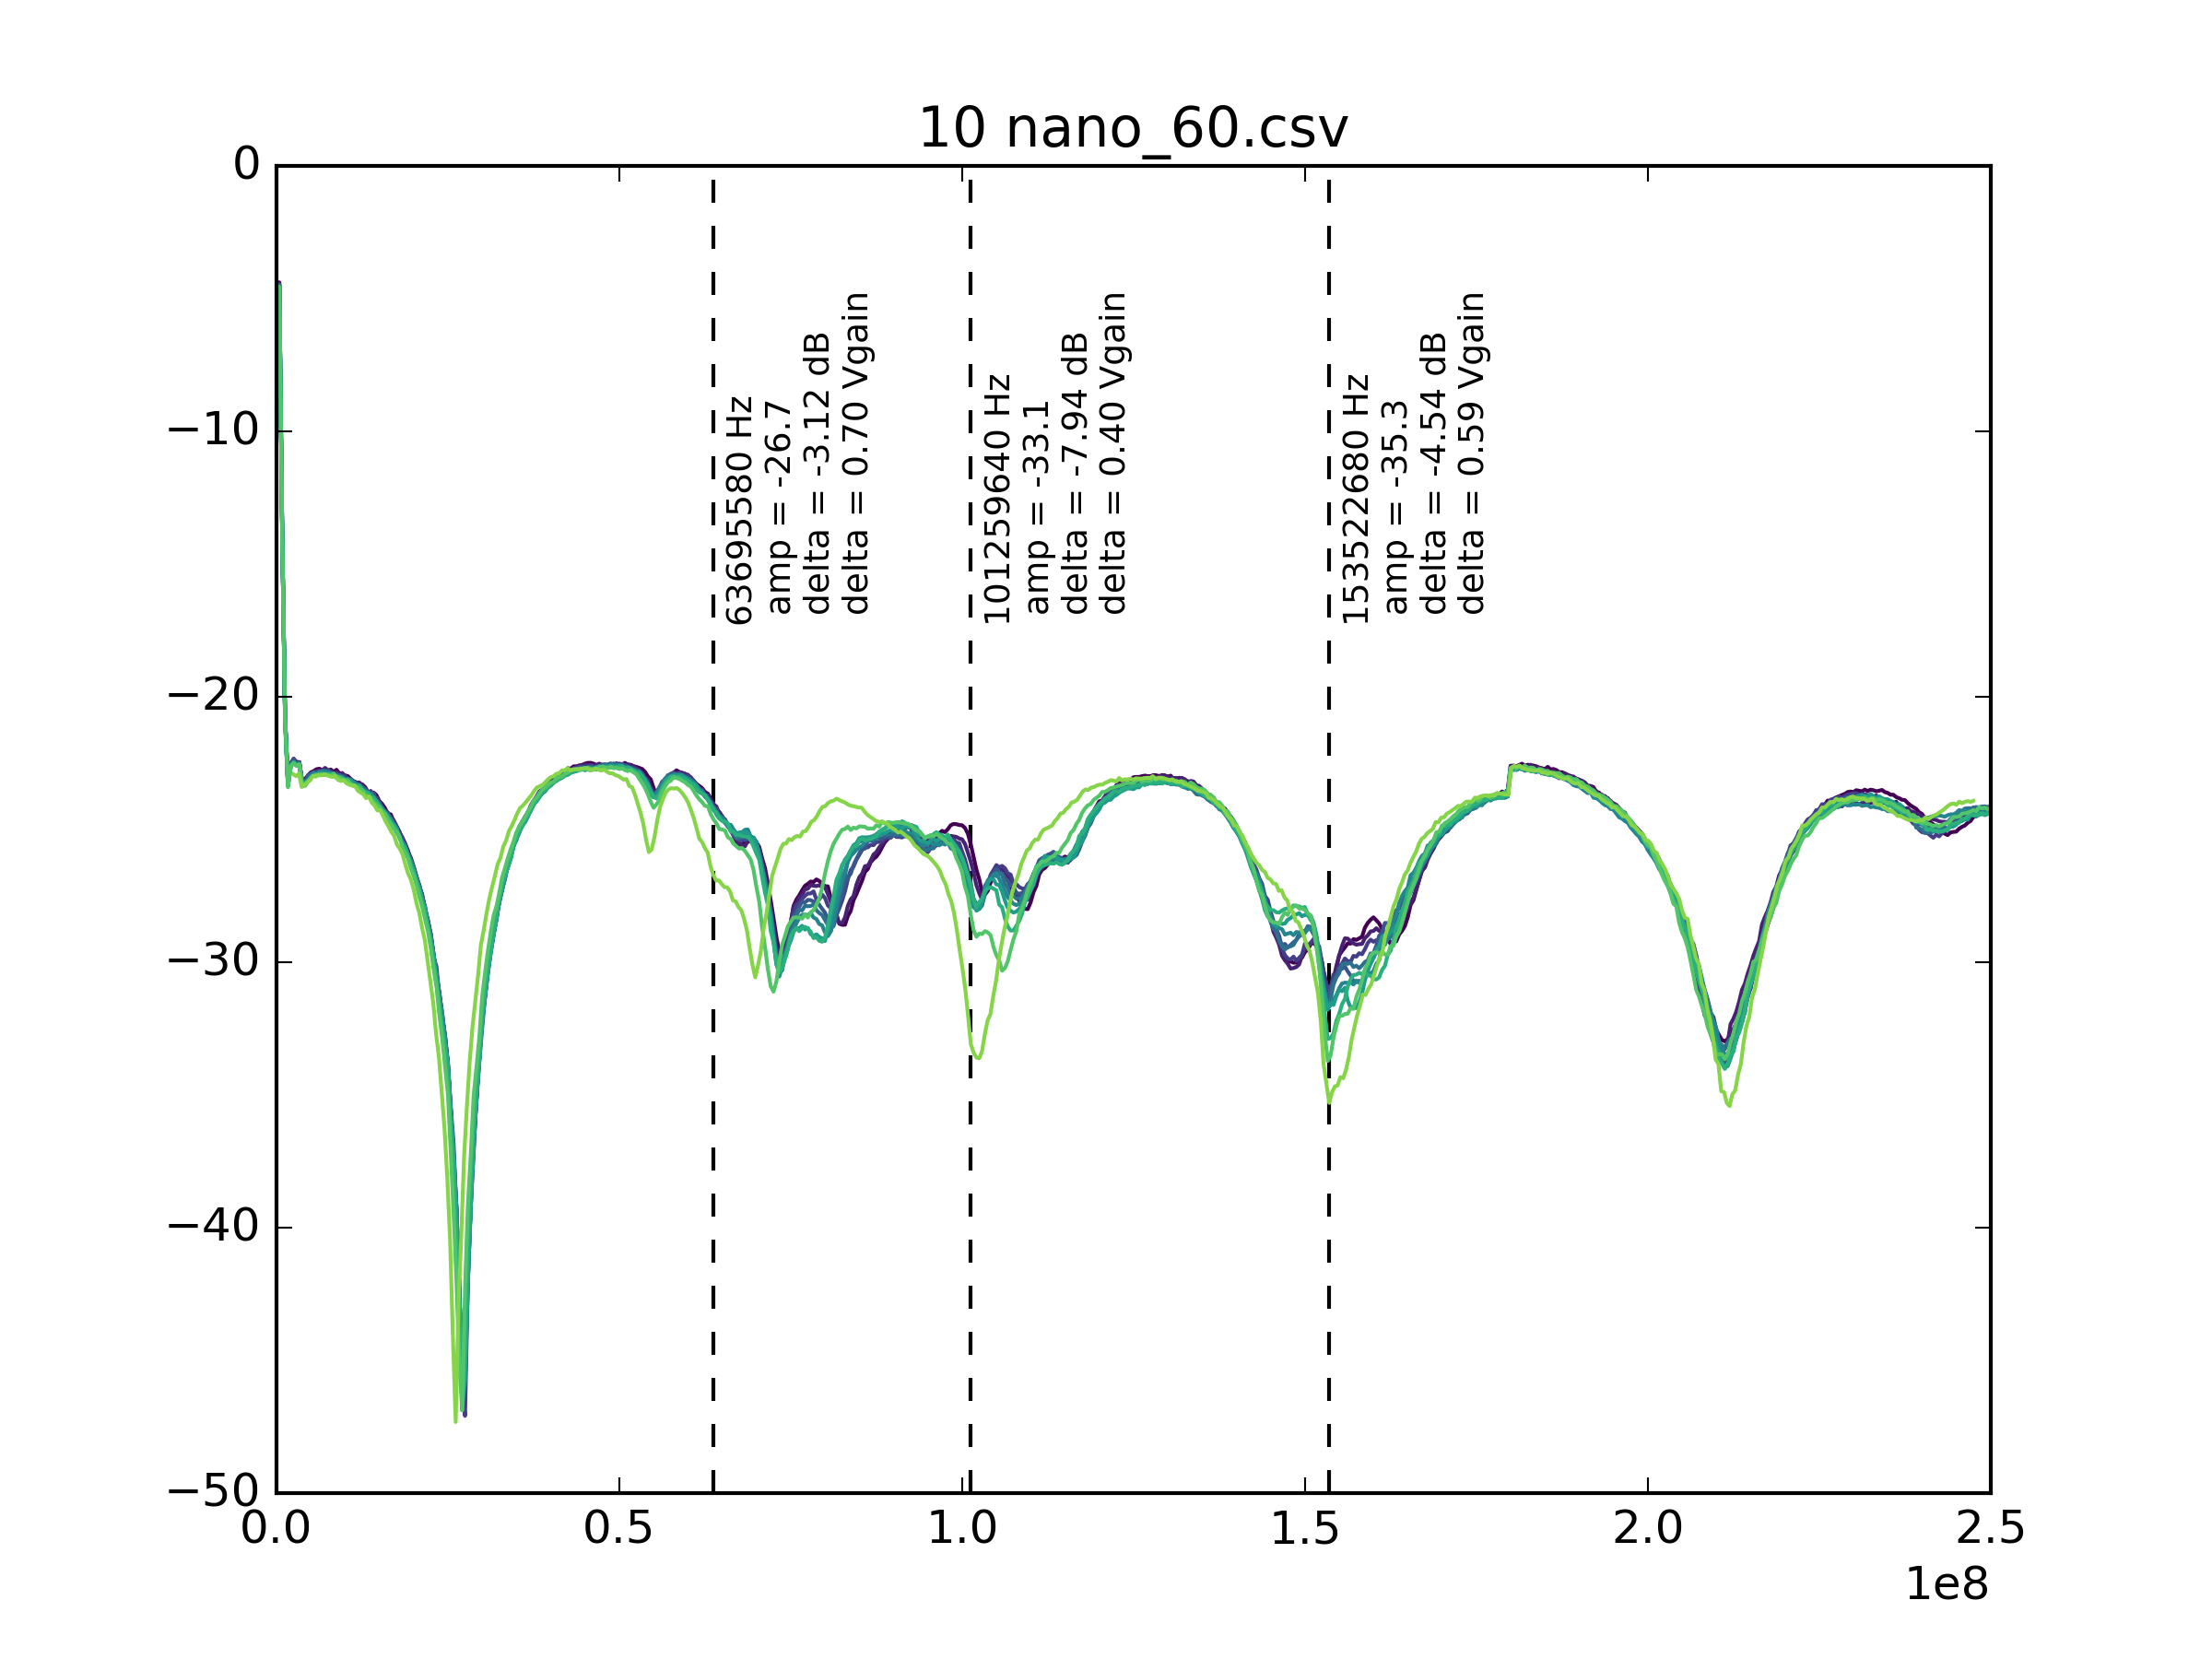 10 nano_60.csv
0
−10
−20
−30
−40
−50
63695580 Hz
amp = -26.7
delta = -3.12 dB
delta = 0.70 Vgain
101259640 Hz
amp = -33.1
delta = -7.94 dB
delta = 0.40 Vgain
153522680 Hz
amp = -35.3
delta = -4.54 dB
delta = 0.59 Vgain
0.0 0.5 1.0 1.5 2.0 2.5
1e8